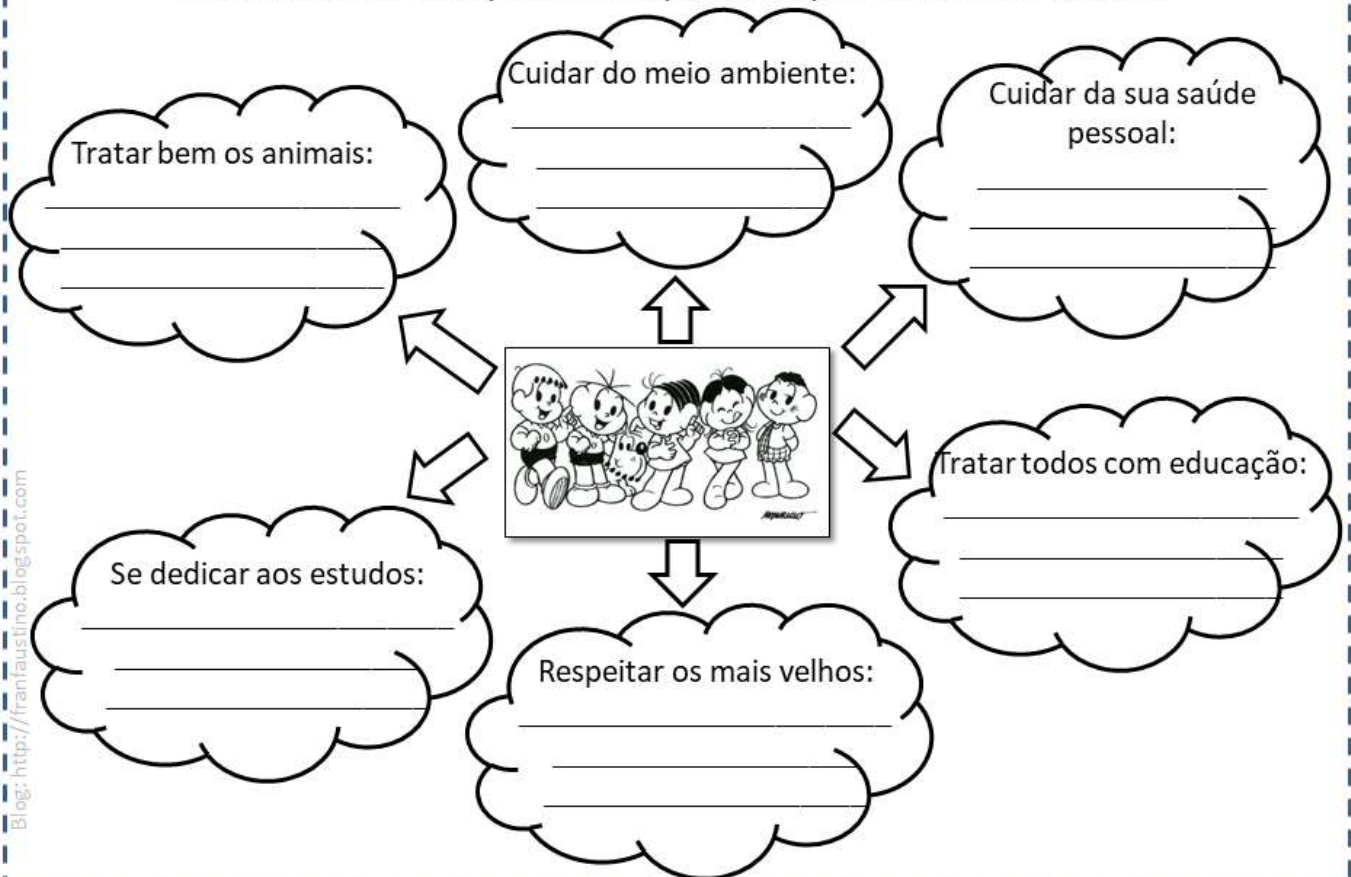 Cuidar do meio ambiente:
Cuidar da sua saúde
pessoal:
Tratar bem os animais:
Tratar todos com educação:
Se dedicar aos estudos:
Respeitar os mais velhos:
Blog: http://franfaustino.blogspot.com